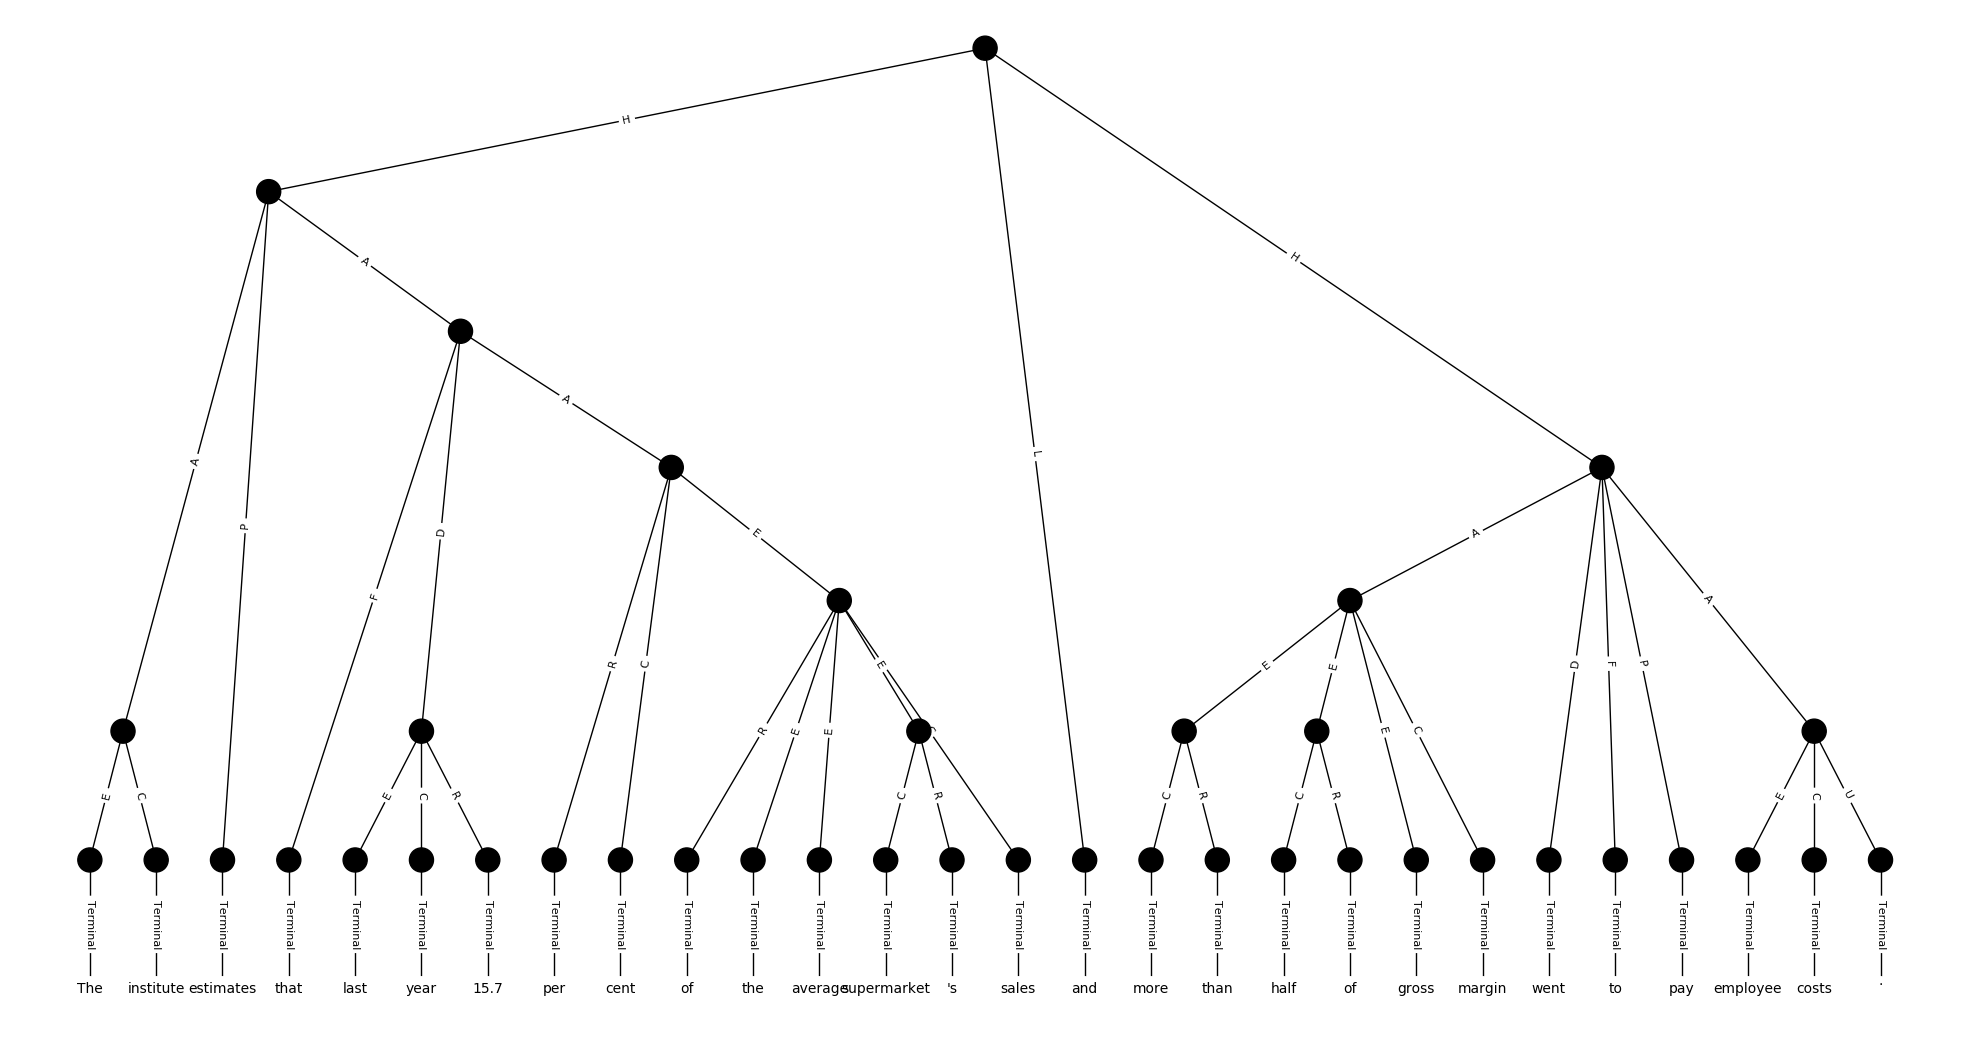 H
A
A
H
A
L
A
P
D
E
A
F
A
R
C
E
E
E
D
F
P
R
E
E
C
E
C
E
C
E
C
R
C
R
C
R
C
R
E
C
U
Terminal Terminal Terminal Terminal Terminal Terminal Terminal Terminal Terminal Terminal Terminal Terminal Terminal Terminal Terminal Terminal Terminal Terminal Terminal Terminal Terminal Terminal Terminal Terminal Terminal Terminal Terminal Terminal
The institute estimates that last year 15.7 per cent of the average supermarket 's sales and more than half of gross margin went to pay employee costs .